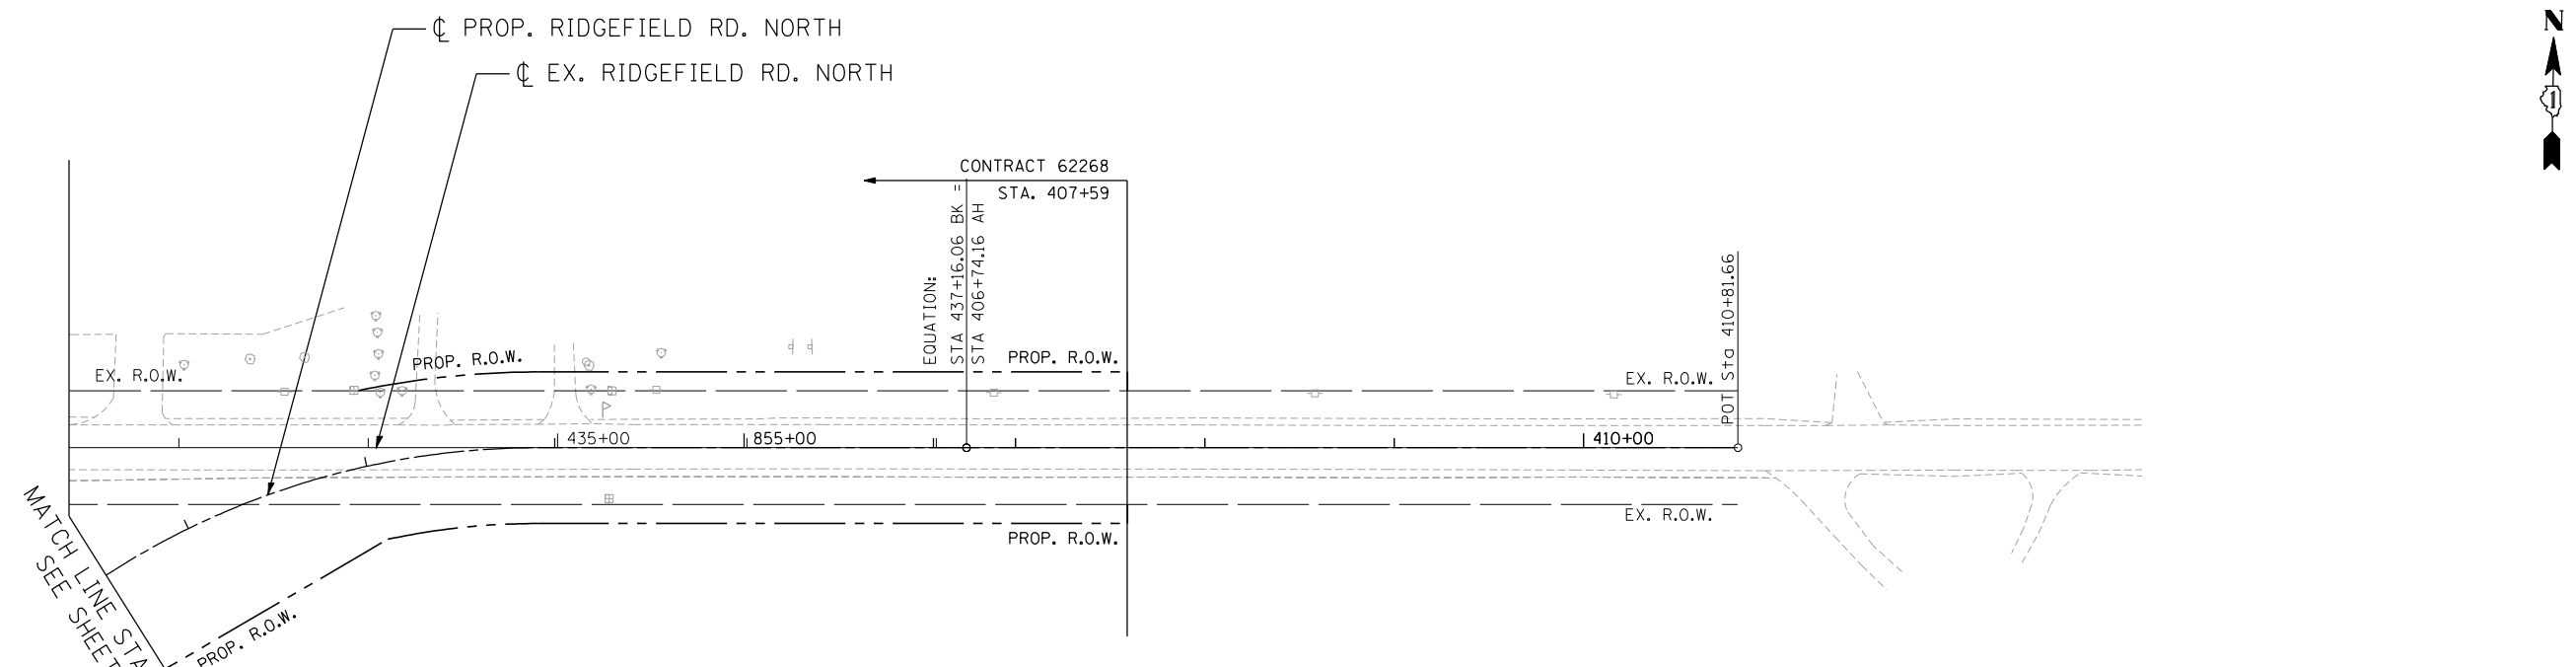 ℄ PROP. RIDGEFIELD RD. NORTH
N
℄ EX. RIDGEFIELD RD. NORTH
1
CONTRACT 62268
STA. 407+59
EQUATION:
STA 437+16.06 BK =
STA 406+74.16 AH
POT Sta 410+81.66
PROP. R.O.W.
PROP. R.O.W.
EX. R.O.W.
EX. R.O.W.
435+00
855+00
410+00
EX. R.O.W.
PROP. R.O.W.
MATCH LINE STA
SEE SHEET
PROP. R.O.W.